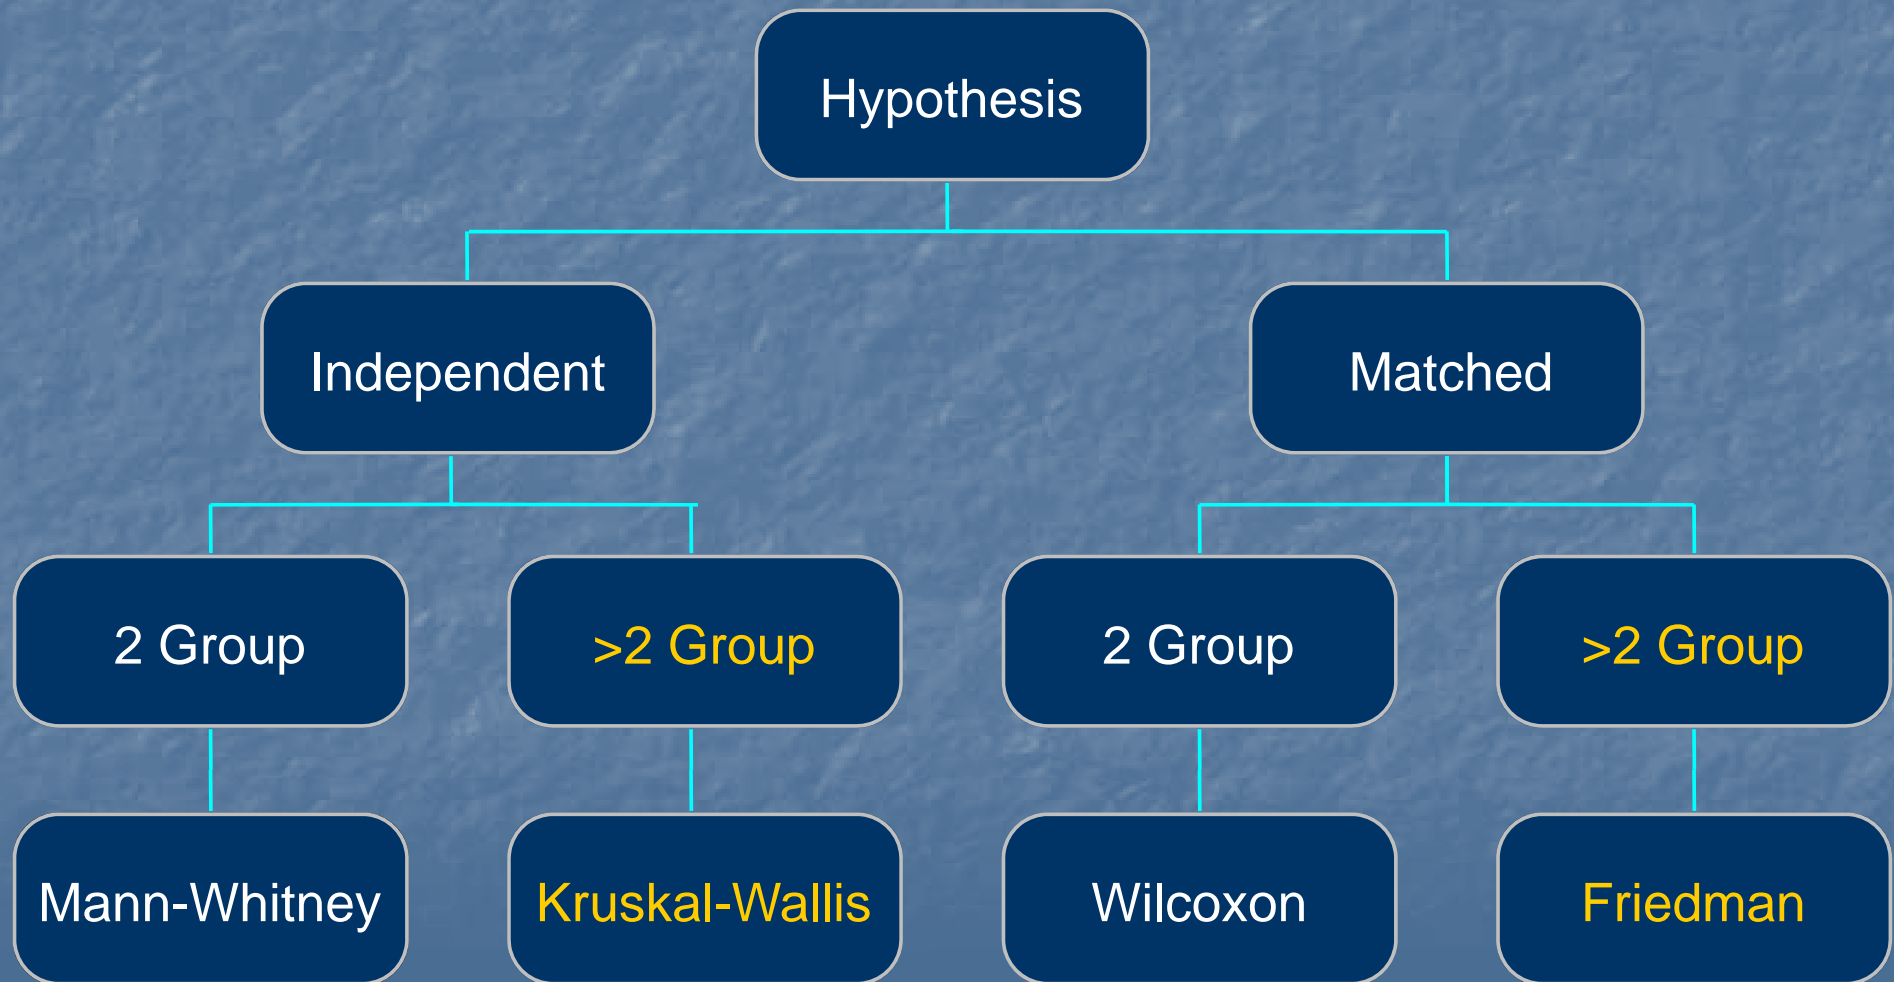 Hypothesis
Independent
Matched
2 Group
>2 Group
2 Group
>2 Group
Mann-Whitney
Kruskal-Wallis
Wilcoxon
Friedman